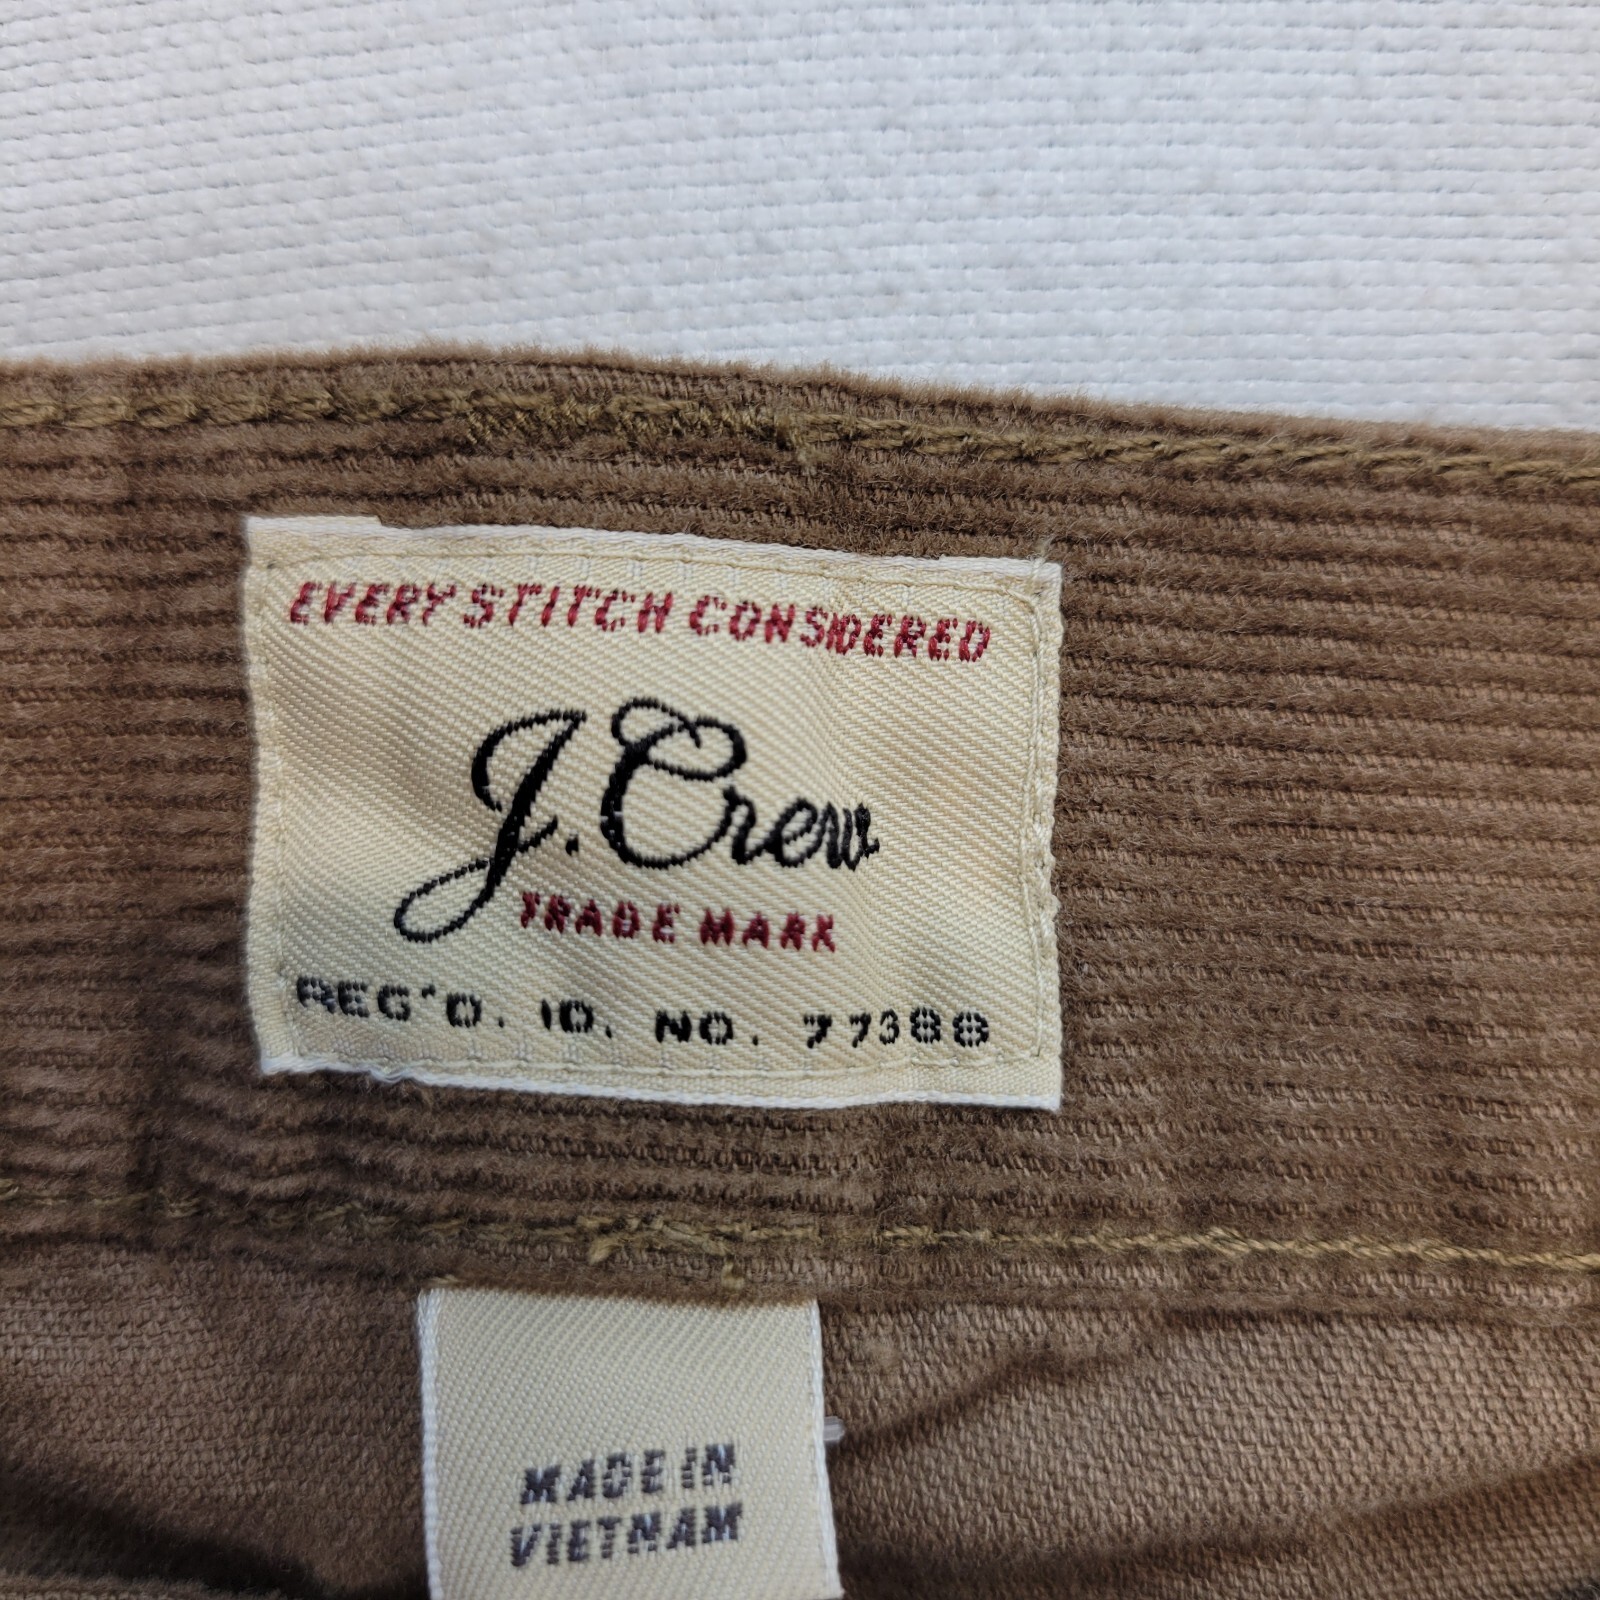 EVERY STITCH CONSIDERED
J.Crew
TRADE MARK
REG'D. ID. NO. 77388
MADE IN
VIETNAM